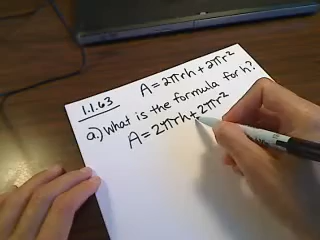 1.1.63
A = 2πrh + 2πr²
a.) What is the formula for h?
A = 2πrh + 2πr²